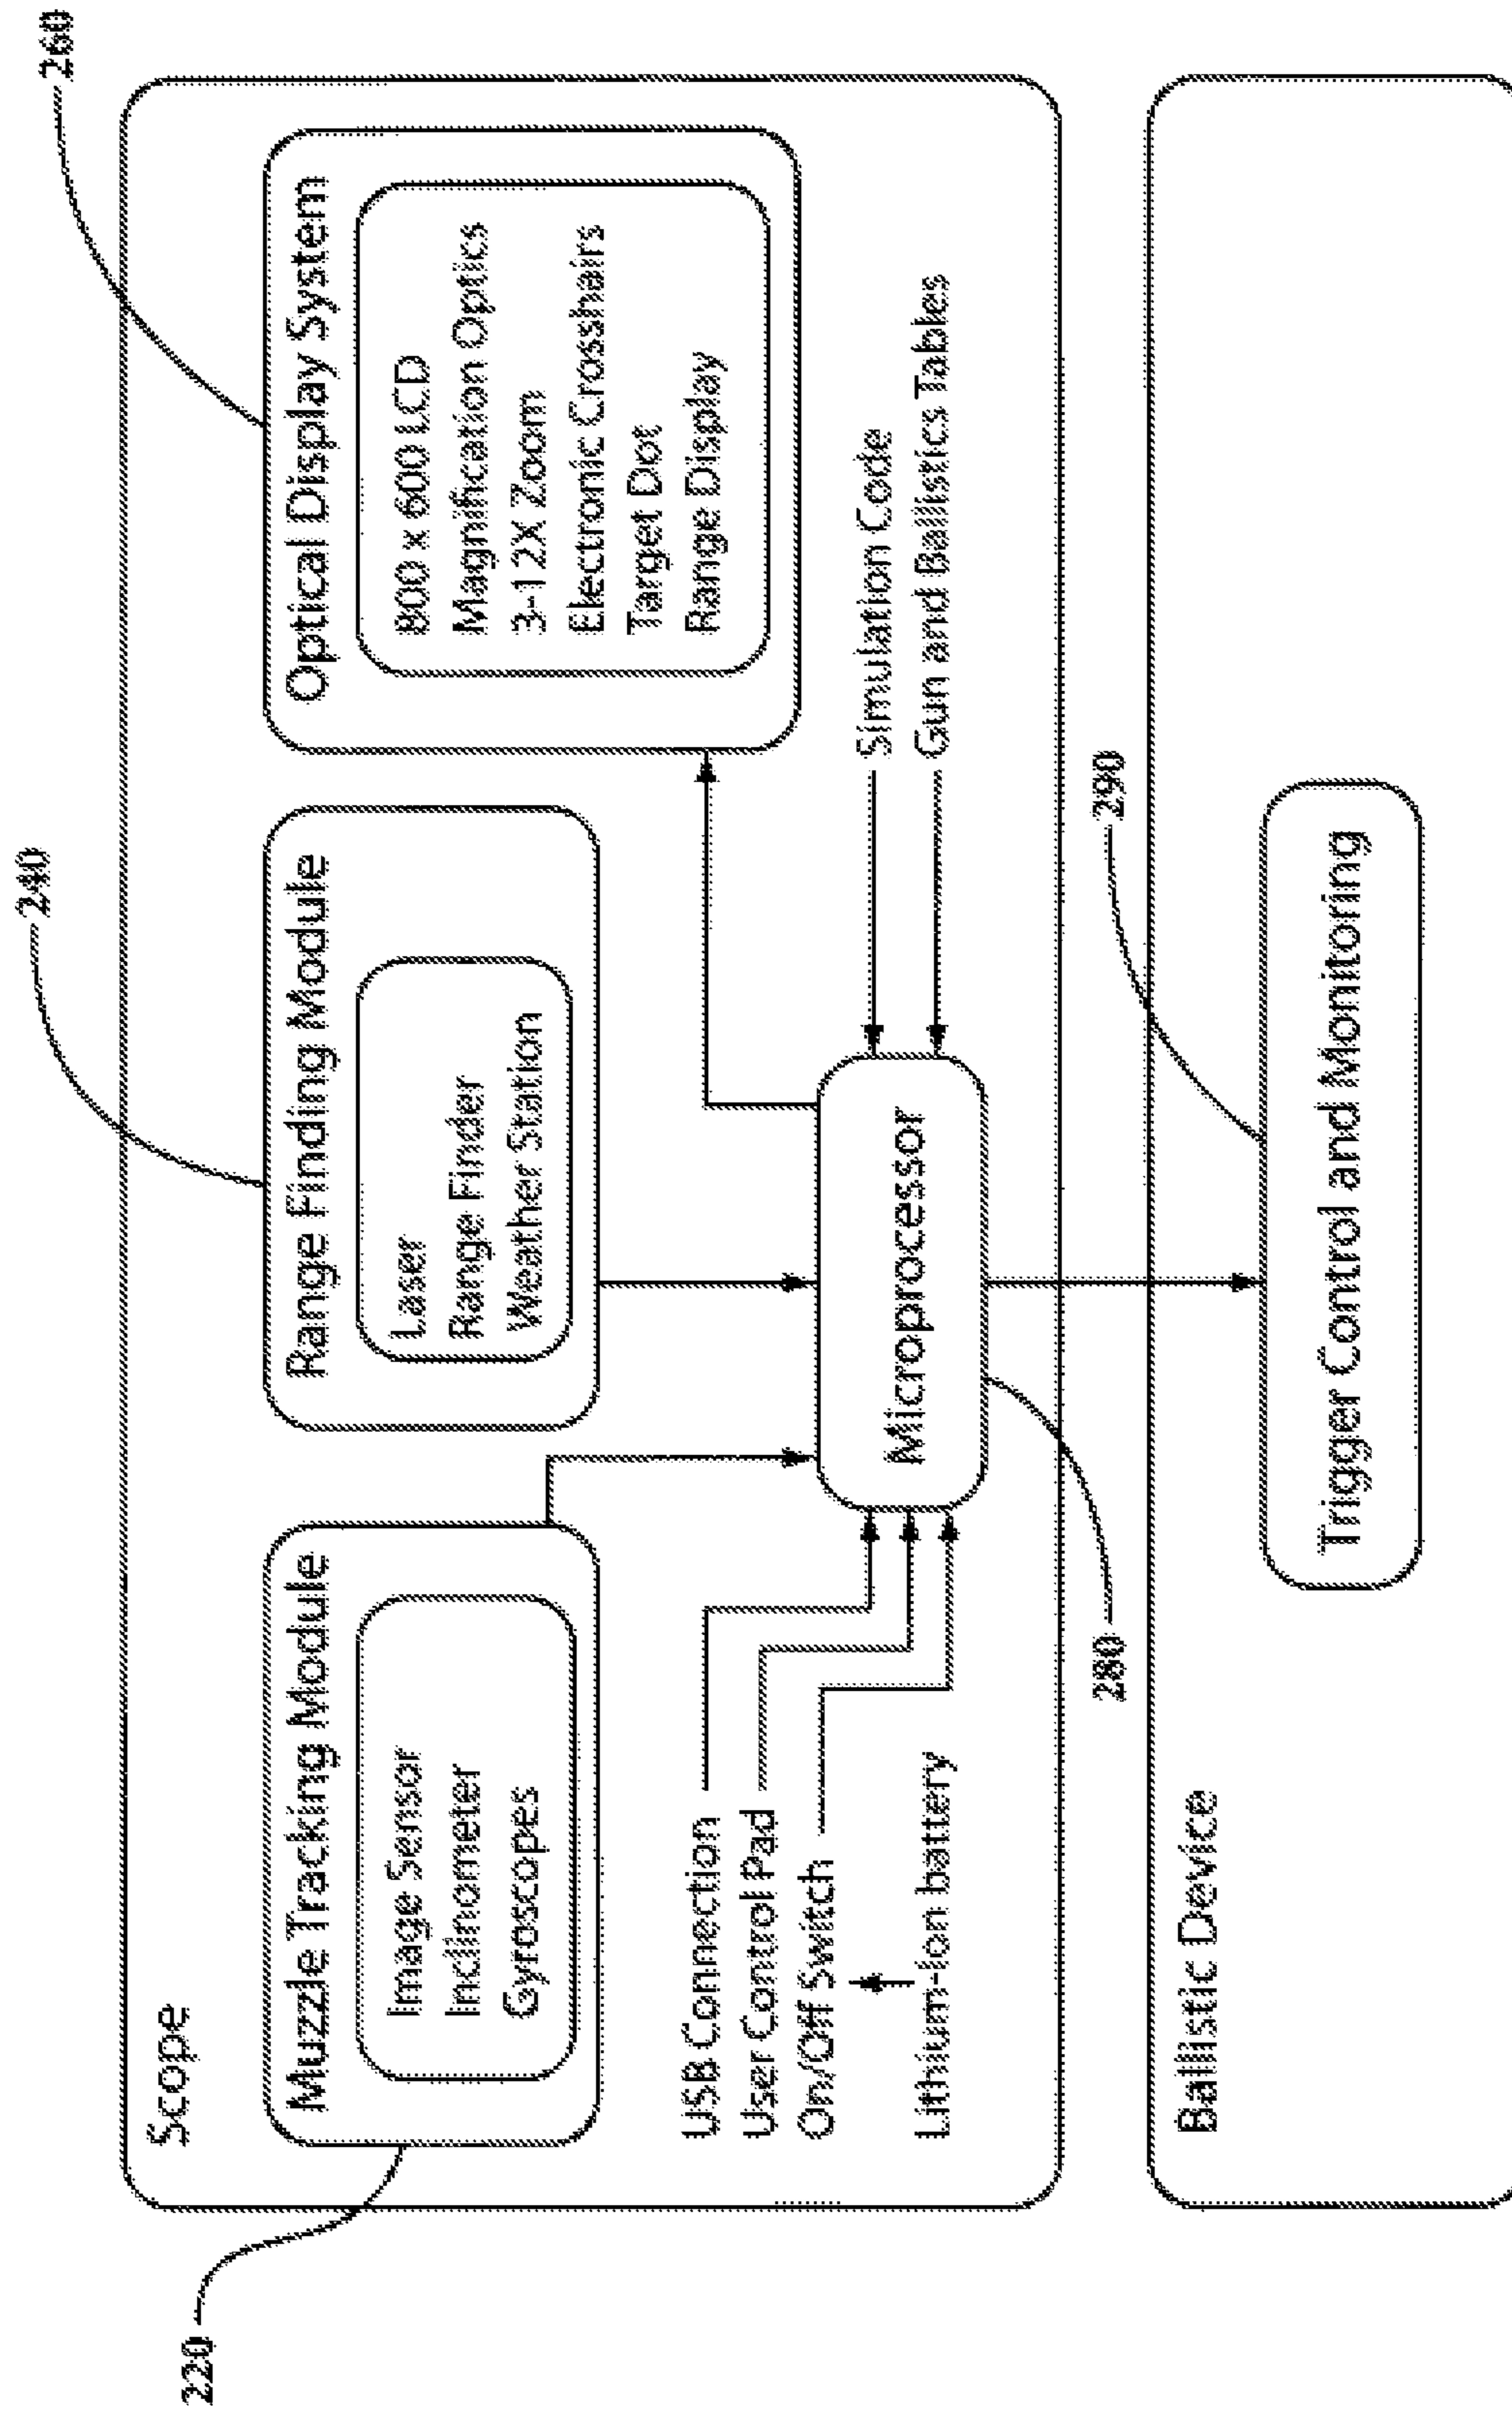 260
240
220
Scope
Muzzle Tracking Module
Image Sensor
Inclinometer
Gyroscopes
Range Finding Module
Laser
Range Finder
Weather Station
Optical Display System
800 x 600 LCD
Magnification Optics
3-12X Zoom
Electronic Crosshairs
Target Dot
Range Display
USB Connection
User Control Pad
On/Off Switch
Lithium-Ion battery
Microprocessor
Simulation Code
Gun and Ballistics Tables
280
290
Ballistic Device
Trigger Control and Monitoring